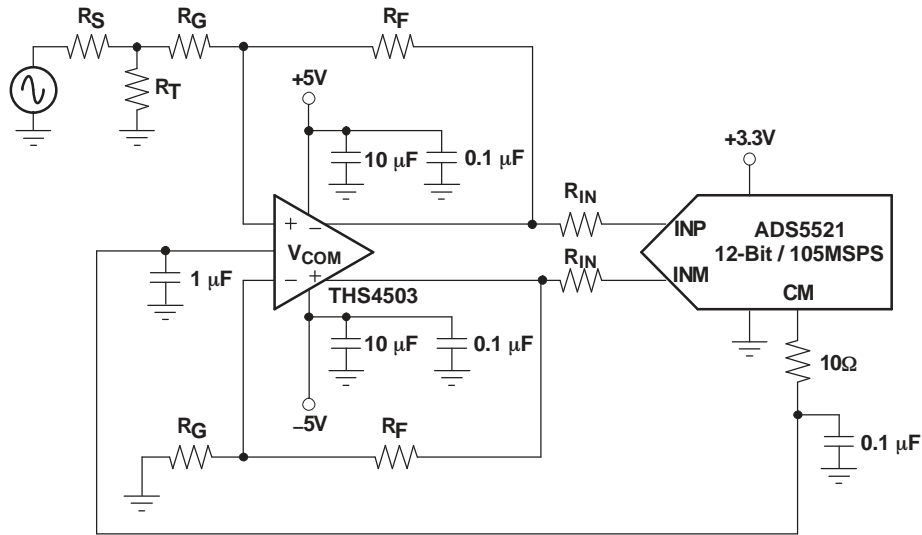 RS
RG
RF
RT
+5V
10 μF
0.1 μF
+3.3V
RIN
INP
ADS5521
12-Bit / 105MSPS
+
−
VCOM
1 μF
−
+
THS4503
RIN
INM
CM
10 μF
0.1 μF
10Ω
−5V
RG
RF
0.1 μF